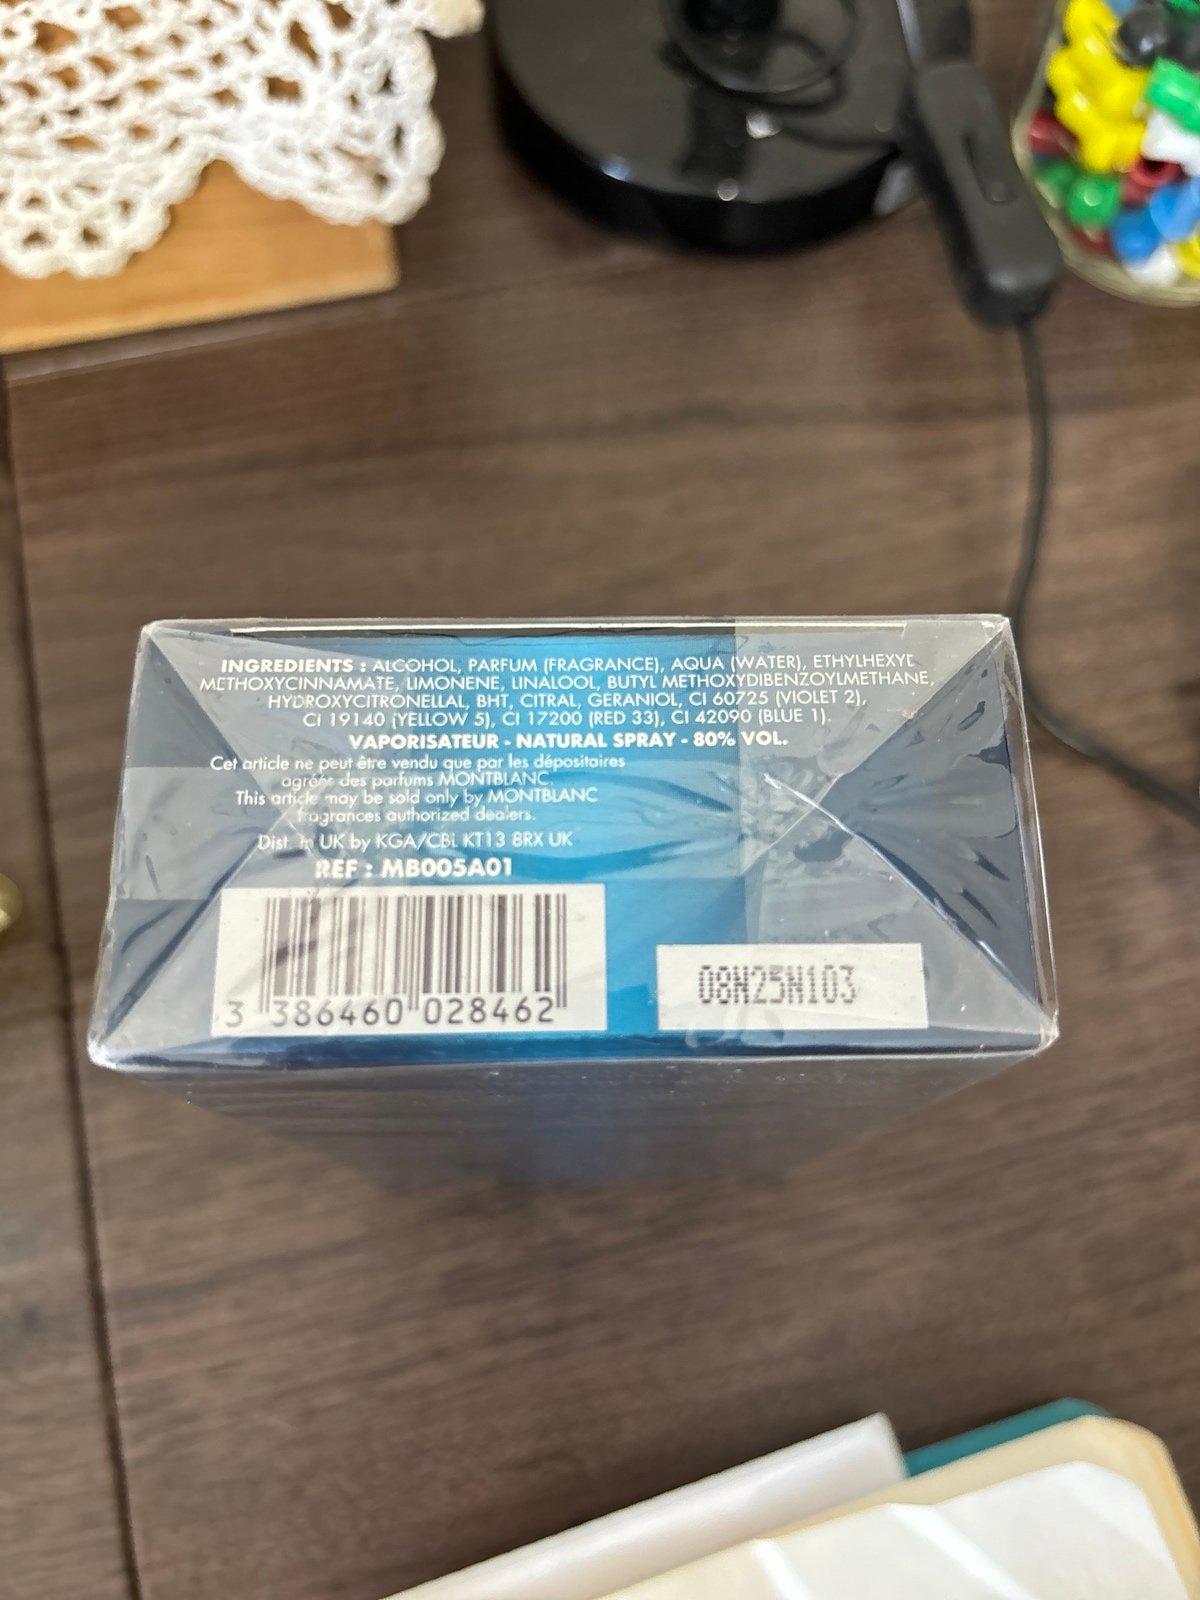 INGREDIENTS : ALCOHOL, PARFUM (FRAGRANCE), AQUA (WATER), ETHYLHEXYL
METHOXYCINNAMATE, LIMONENE, LINALOOL, BUTYL METHOXYDIBENZOYLMETHANE,
HYDROXYCITRONELLAL, BHT, CITRAL, GERANIOL, CI 60725 (VIOLET 2),
CI 19140 (YELLOW 5), CI 17200 (RED 33), CI 42090 (BLUE 1).
VAPORISATEUR - NATURAL SPRAY - 80% VOL.
Cet article ne peut être vendu que par les dépositaires
agréés des parfums MONTBLANC.
This article may be sold only by MONTBLANC
fragrances authorized dealers.
Dist. in UK by KGA/CBL KT13 8RX UK
REF : MB005A01
3 386460 028462
08N25N103